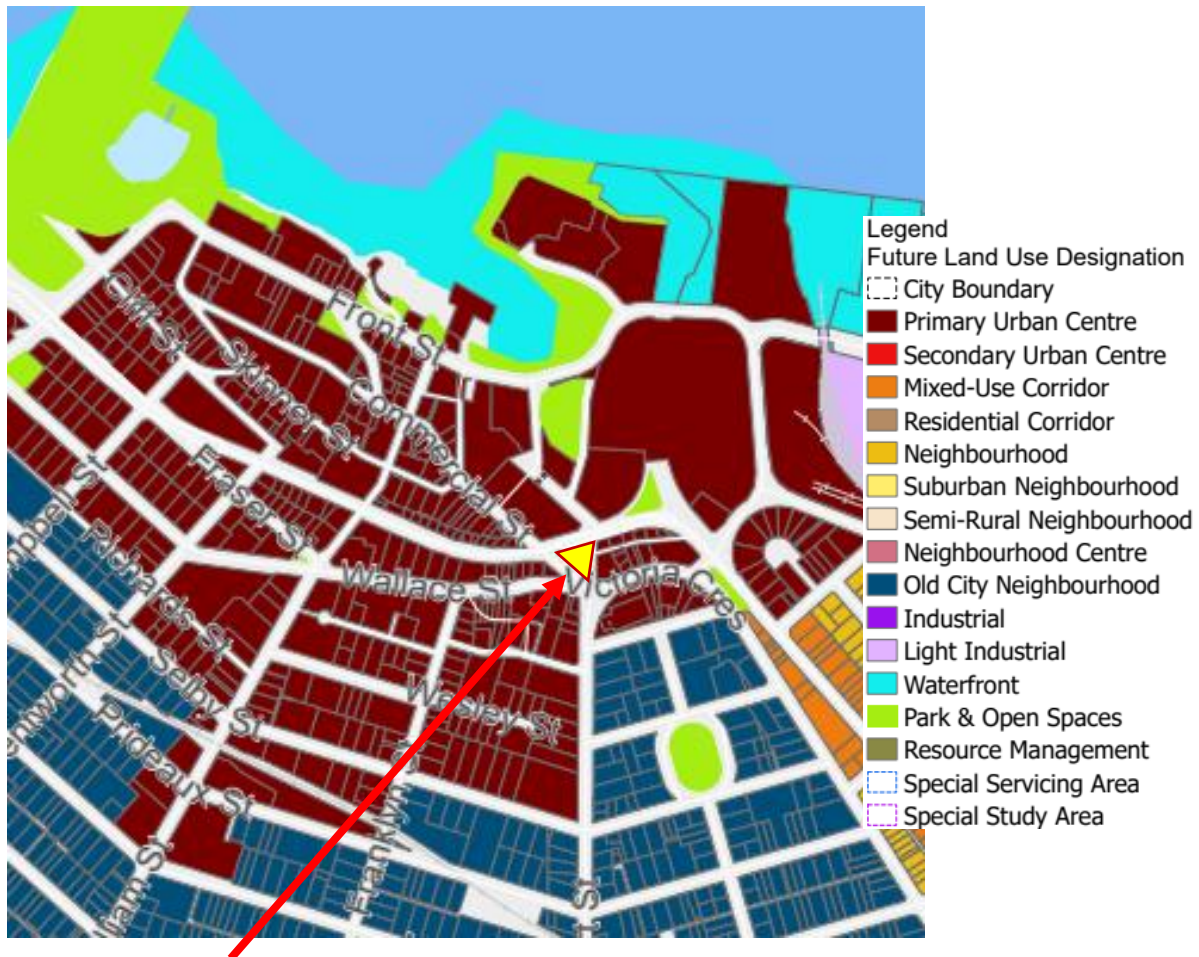 Legend
Future Land Use Designation
City Boundary
Primary Urban Centre
Secondary Urban Centre
Mixed-Use Corridor
Residential Corridor
Neighbourhood
Suburban Neighbourhood
Semi-Rural Neighbourhood
Neighbourhood Centre
Old City Neighbourhood
Industrial
Light Industrial
Waterfront
Park & Open Spaces
Resource Management
Special Servicing Area
Special Study Area
Front St
Cliff St
Skinner St
Commercial St
Fraser St
Wallace St
Victoria Cres
Richards St
Wesley St
Selby St
Prideaux St